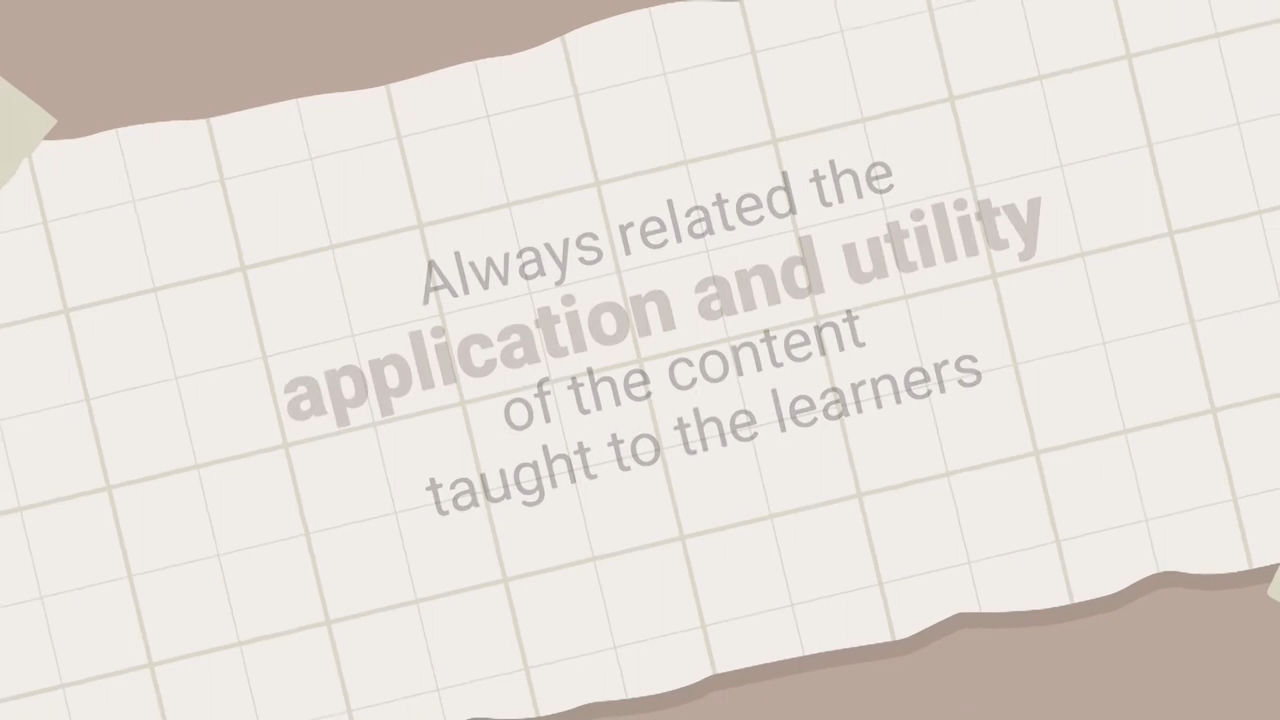 Always related the
application and utility
of the content
taught to the learners